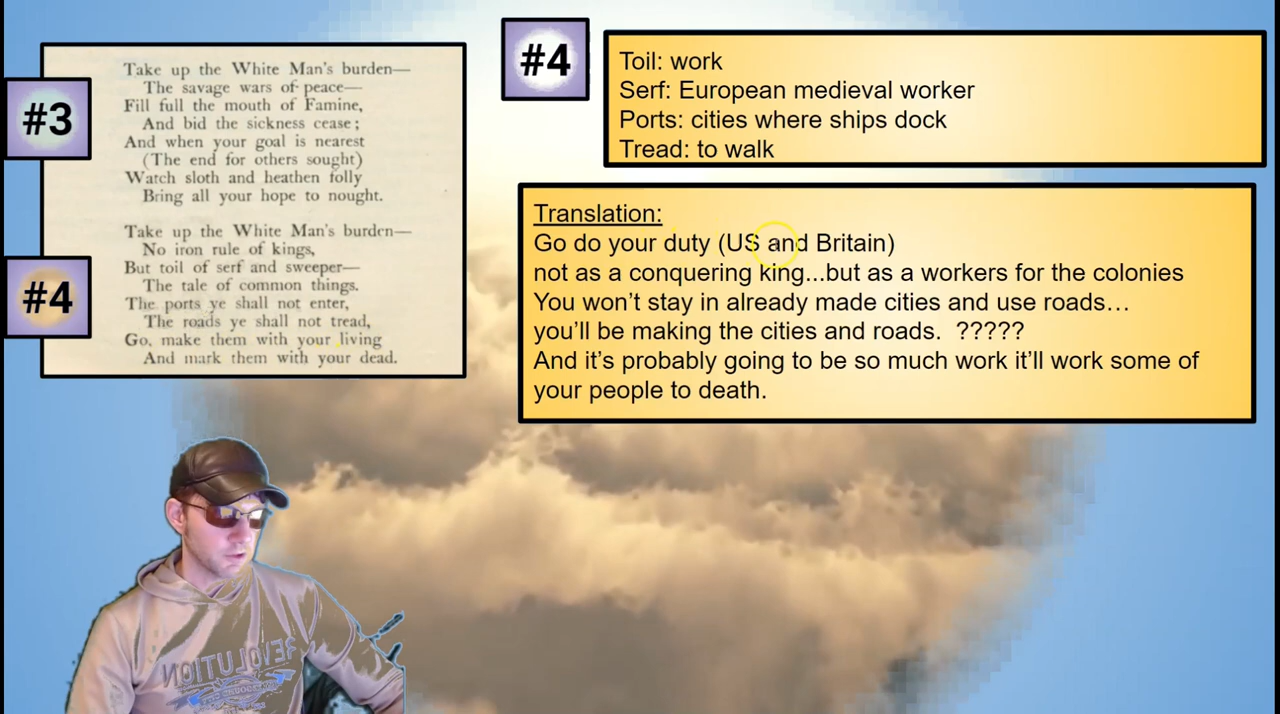 #3
Take up the White Man's burden—
The savage wars of peace—
Fill full the mouth of Famine,
And bid the sickness cease;
And when your goal is nearest
(The end for others sought)
Watch sloth and heathen folly
Bring all your hope to nought.
#4
Take up the White Man's burden—
No iron rule of kings,
But toil of serf and sweeper—
The tale of common things.
The ports ye shall not enter,
The roads ye shall not tread,
Go, make them with your living
And mark them with your dead.
#4
Toil: work
Serf: European medieval worker
Ports: cities where ships dock
Tread: to walk
Translation:
Go do your duty (US and Britain)
not as a conquering king...but as a workers for the colonies
You won't stay in already made cities and use roads…
you'll be making the cities and roads. ?????
And it's probably going to be so much work it'll work some of
your people to death.
REVOLUTION